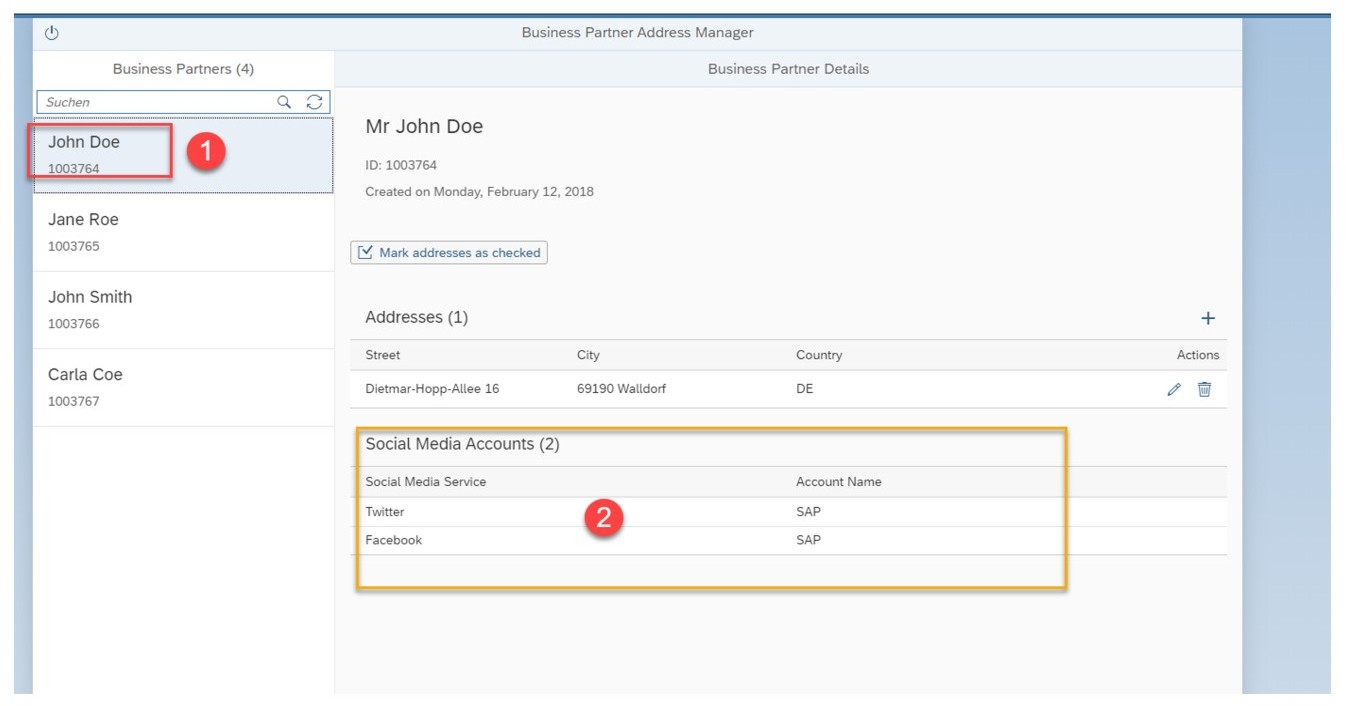 Business Partner Address Manager
Business Partners (4)
Business Partner Details
Suchen
John Doe
1003764
1
Jane Roe
1003765
John Smith
1003766
Carla Coe
1003767
Mr John Doe
ID: 1003764
Created on Monday, February 12, 2018
Mark addresses as checked
Addresses (1)
Street City Country Actions
Dietmar-Hopp-Allee 16 69190 Walldorf DE
Social Media Accounts (2)
Social Media Service Account Name
Twitter SAP
2
Facebook SAP